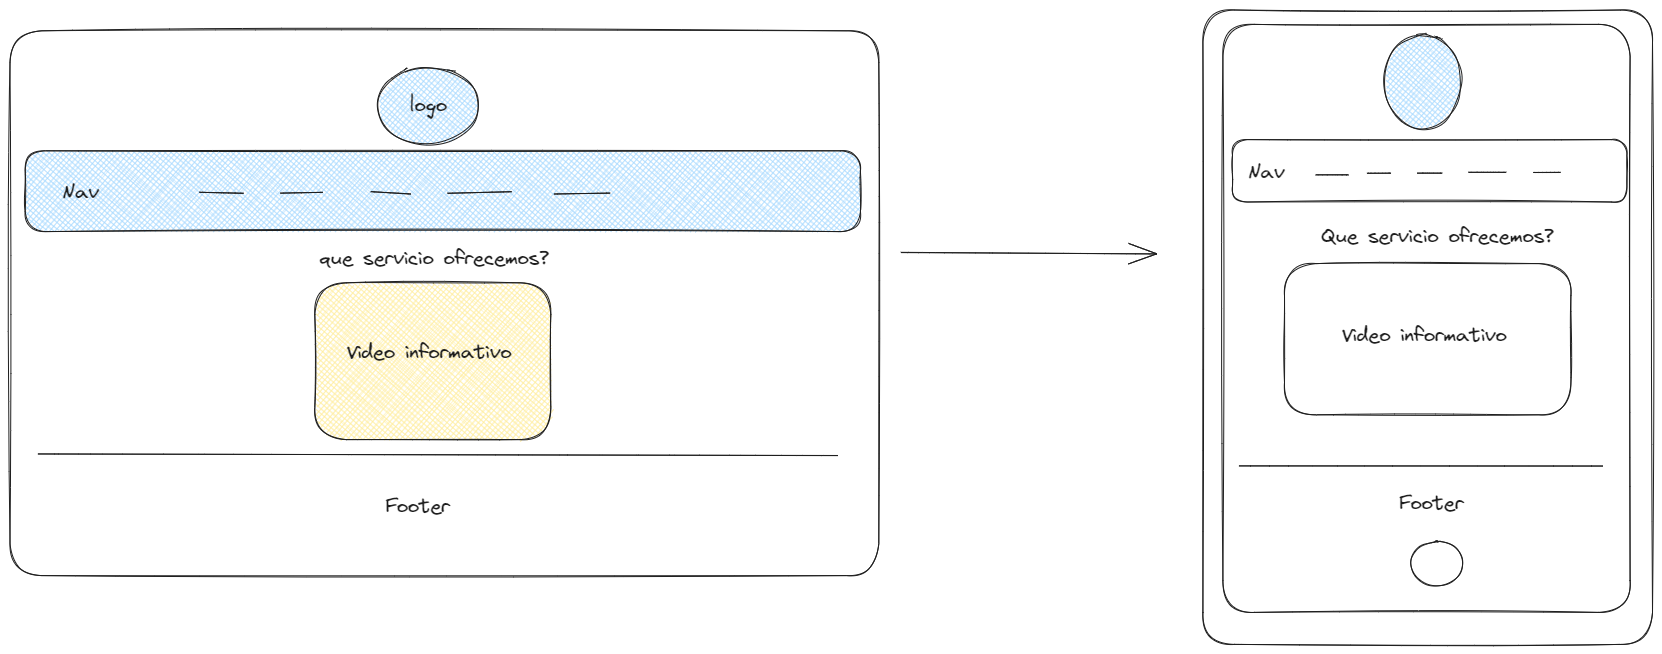 logo
Nav
que servicio ofrecemos?
Video informativo
Footer
Nav
Que servicio ofrecemos?
Video informativo
Footer